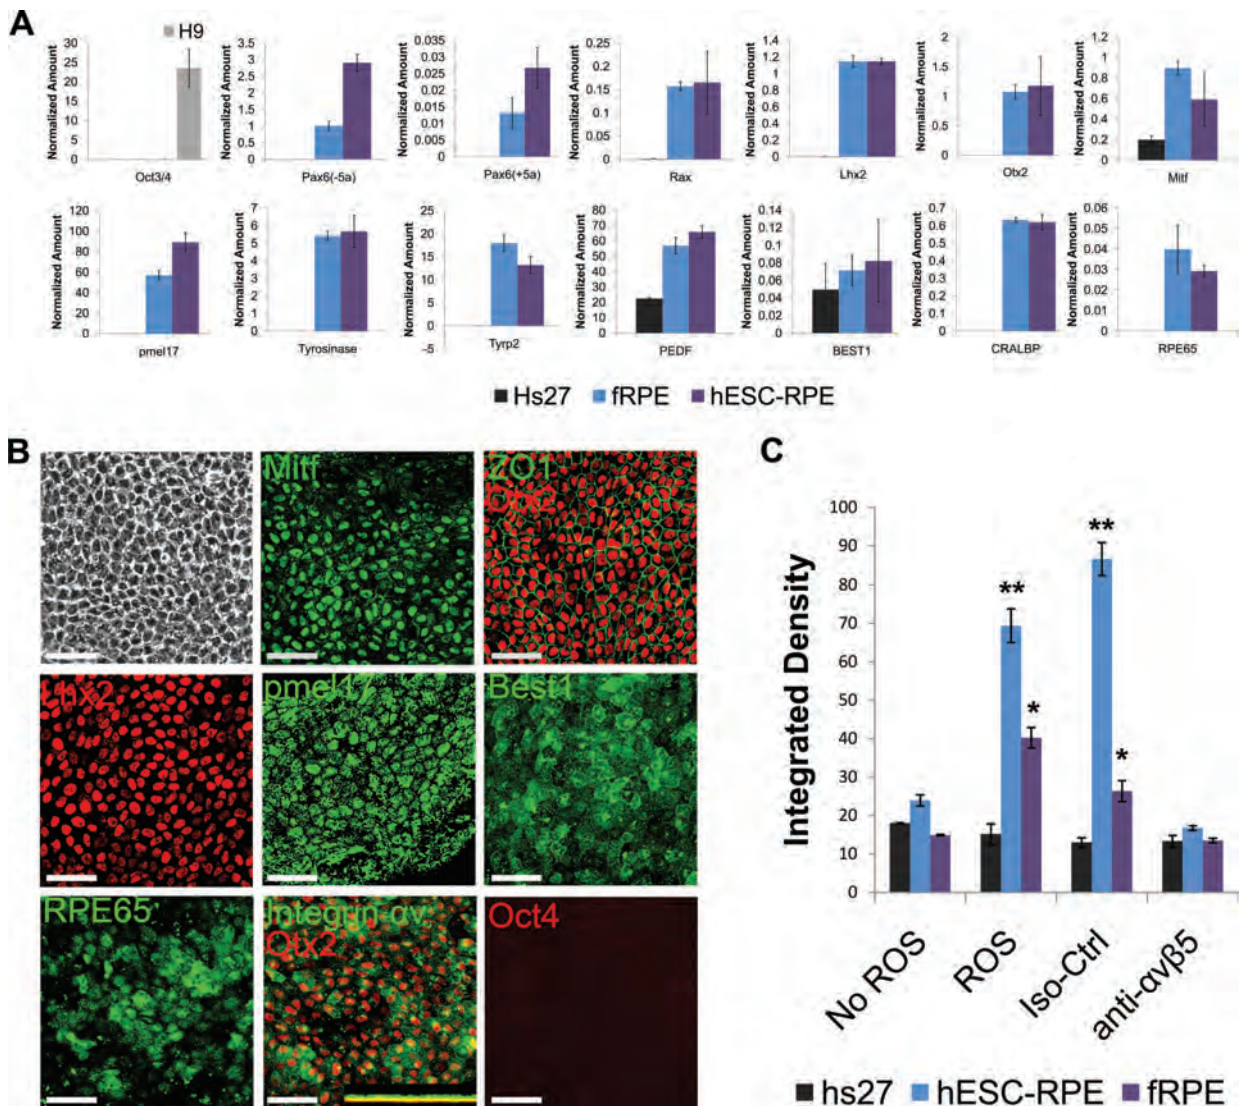 A
H9
Normalized Amount
30
25
20
15
10
5
0
Oct3/4
Normalized Amount
3.5
3
2.5
2
1.5
1
0.5
0
Pax6(-5a)
Normalized Amount
0.035
0.03
0.025
0.02
0.015
0.01
0.005
0
Pax6(+5a)
Normalized Amount
0.25
0.2
0.15
0.1
0.05
0
Rax
Normalized Amount
1.4
1.2
1
0.8
0.6
0.4
0.2
0
Lhx2
Normalized Amount
2
1.5
1
0.5
0
Otx2
Normalized Amount
1.2
1
0.8
0.6
0.4
0.2
0
Mitf
Normalized Amount
120
100
80
60
40
20
0
pmel17
Normalized Amount
7
6
5
4
3
2
1
0
Tyrosinase
Normalized Amount
25
20
15
10
5
0
-5
Tyrp2
Normalized Amount
80
70
60
50
40
30
20
10
0
PEDF
Normalized Amount
0.14
0.12
0.1
0.08
0.06
0.04
0.02
0
BEST1
Normalized Amount
0.7
0.6
0.5
0.4
0.3
0.2
0.1
0
CRALBP
Normalized Amount
0.06
0.05
0.04
0.03
0.02
0.01
0
RPE65
Hs27 fRPE hESC-RPE
B
Mitf
ZO1
Otx2
Lhx2
pmel17
Best1
RPE65
Integrin-αv
Otx2
Oct4
C
Integrated Density
100
90
80
70
60
50
40
30
20
10
0
**
*
**
*
No ROS
ROS
Iso-Ctrl
anti-αvβ5
hs27 hESC-RPE fRPE